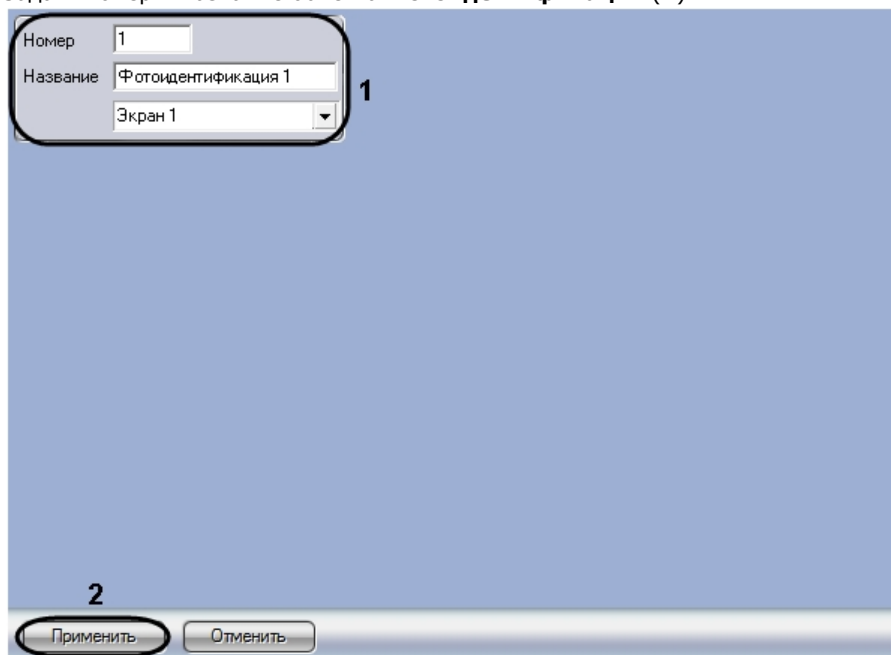 Номер 1
Название Фотоидентификация 1
Экран 1
1
2
Применить Отменить